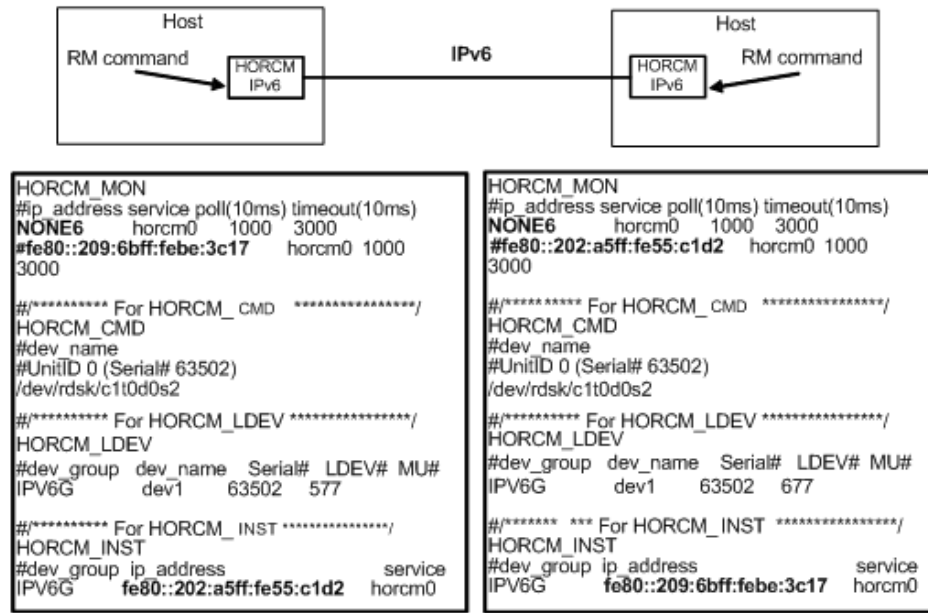 Host
RM command
HORCM
IPv6
IPv6
Host
HORCM
IPv6
RM command
HORCM_MON
#ip_address service poll(10ms) timeout(10ms)
NONE6 horcm0 1000 3000
#fe80::209:6bff:febe:3c17 horcm0 1000
3000
#/********** For HORCM_ CMD ****************/
HORCM_CMD
#dev_name
#UnitID 0 (Serial# 63502)
/dev/rdsk/c1t0d0s2
#/********** For HORCM_LDEV ****************/
HORCM_LDEV
#dev_group dev_name Serial# LDEV# MU#
IPV6G dev1 63502 577
#/********** For HORCM_ INST ****************/
HORCM_INST
#dev_group ip_address service
IPV6G fe80::202:a5ff:fe55:c1d2 horcm0
HORCM_MON
#ip_address service poll(10ms) timeout(10ms)
NONE6 horcm0 1000 3000
#fe80::202:a5ff:fe55:c1d2 horcm0 1000
3000
#/********** For HORCM_ CMD ****************/
HORCM_CMD
#dev_name
#UnitID 0 (Serial# 63502)
/dev/rdsk/c1t0d0s2
#/********** For HORCM_LDEV ****************/
HORCM_LDEV
#dev_group dev_name Serial# LDEV# MU#
IPV6G dev1 63502 677
#/******* *** For HORCM_INST ****************/
HORCM_INST
#dev_group ip_address service
IPV6G fe80::209:6bff:febe:3c17 horcm0